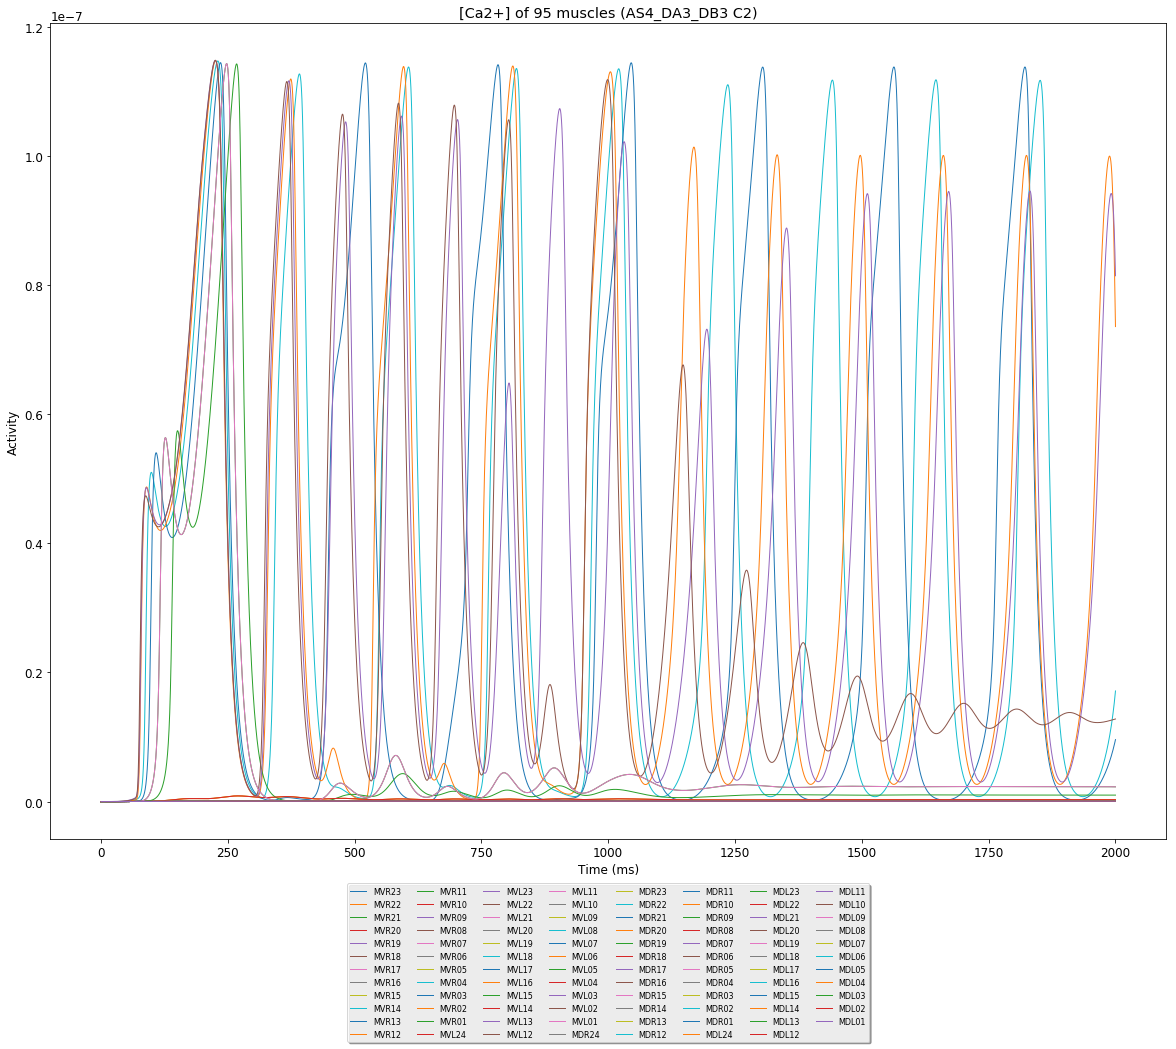 [Ca2+] of 95 muscles (AS4_DA3_DB3 C2)
1e−7
1.2
1.0
0.8
0.6
0.4
0.2
0.0
Activity
0 250 500 750 1000 1250 1500 1750 2000
Time (ms)
MVR23 MVR11 MVL23 MVL11 MDR23 MDR11 MDL23 MDL11
MVR22 MVR10 MVL22 MVL10 MDR22 MDR10 MDL22 MDL10
MVR21 MVR09 MVL21 MVL09 MDR21 MDR09 MDL21 MDL09
MVR20 MVR08 MVL20 MVL08 MDR20 MDR08 MDL20 MDL08
MVR19 MVR07 MVL19 MVL07 MDR19 MDR07 MDL19 MDL07
MVR18 MVR06 MVL18 MVL06 MDR18 MDR06 MDL18 MDL06
MVR17 MVR05 MVL17 MVL05 MDR17 MDR05 MDL17 MDL05
MVR16 MVR04 MVL16 MVL04 MDR16 MDR04 MDL16 MDL04
MVR15 MVR03 MVL15 MVL03 MDR15 MDR03 MDL15 MDL03
MVR14 MVR02 MVL14 MVL02 MDR14 MDR02 MDL14 MDL02
MVR13 MVR01 MVL13 MVL01 MDR13 MDR01 MDL13 MDL01
MVR12 MVL24 MVL12 MDR24 MDR12 MDL24 MDL12